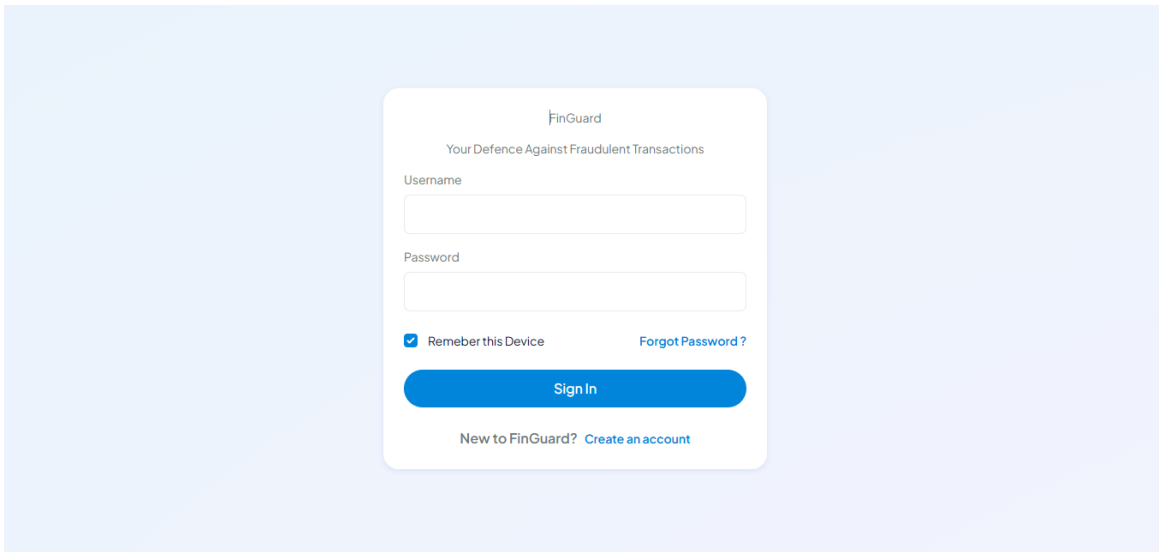 FinGuard
Your Defence Against Fraudulent Transactions
Username
Password
Remeber this Device Forgot Password ?
Sign In
New to FinGuard? Create an account